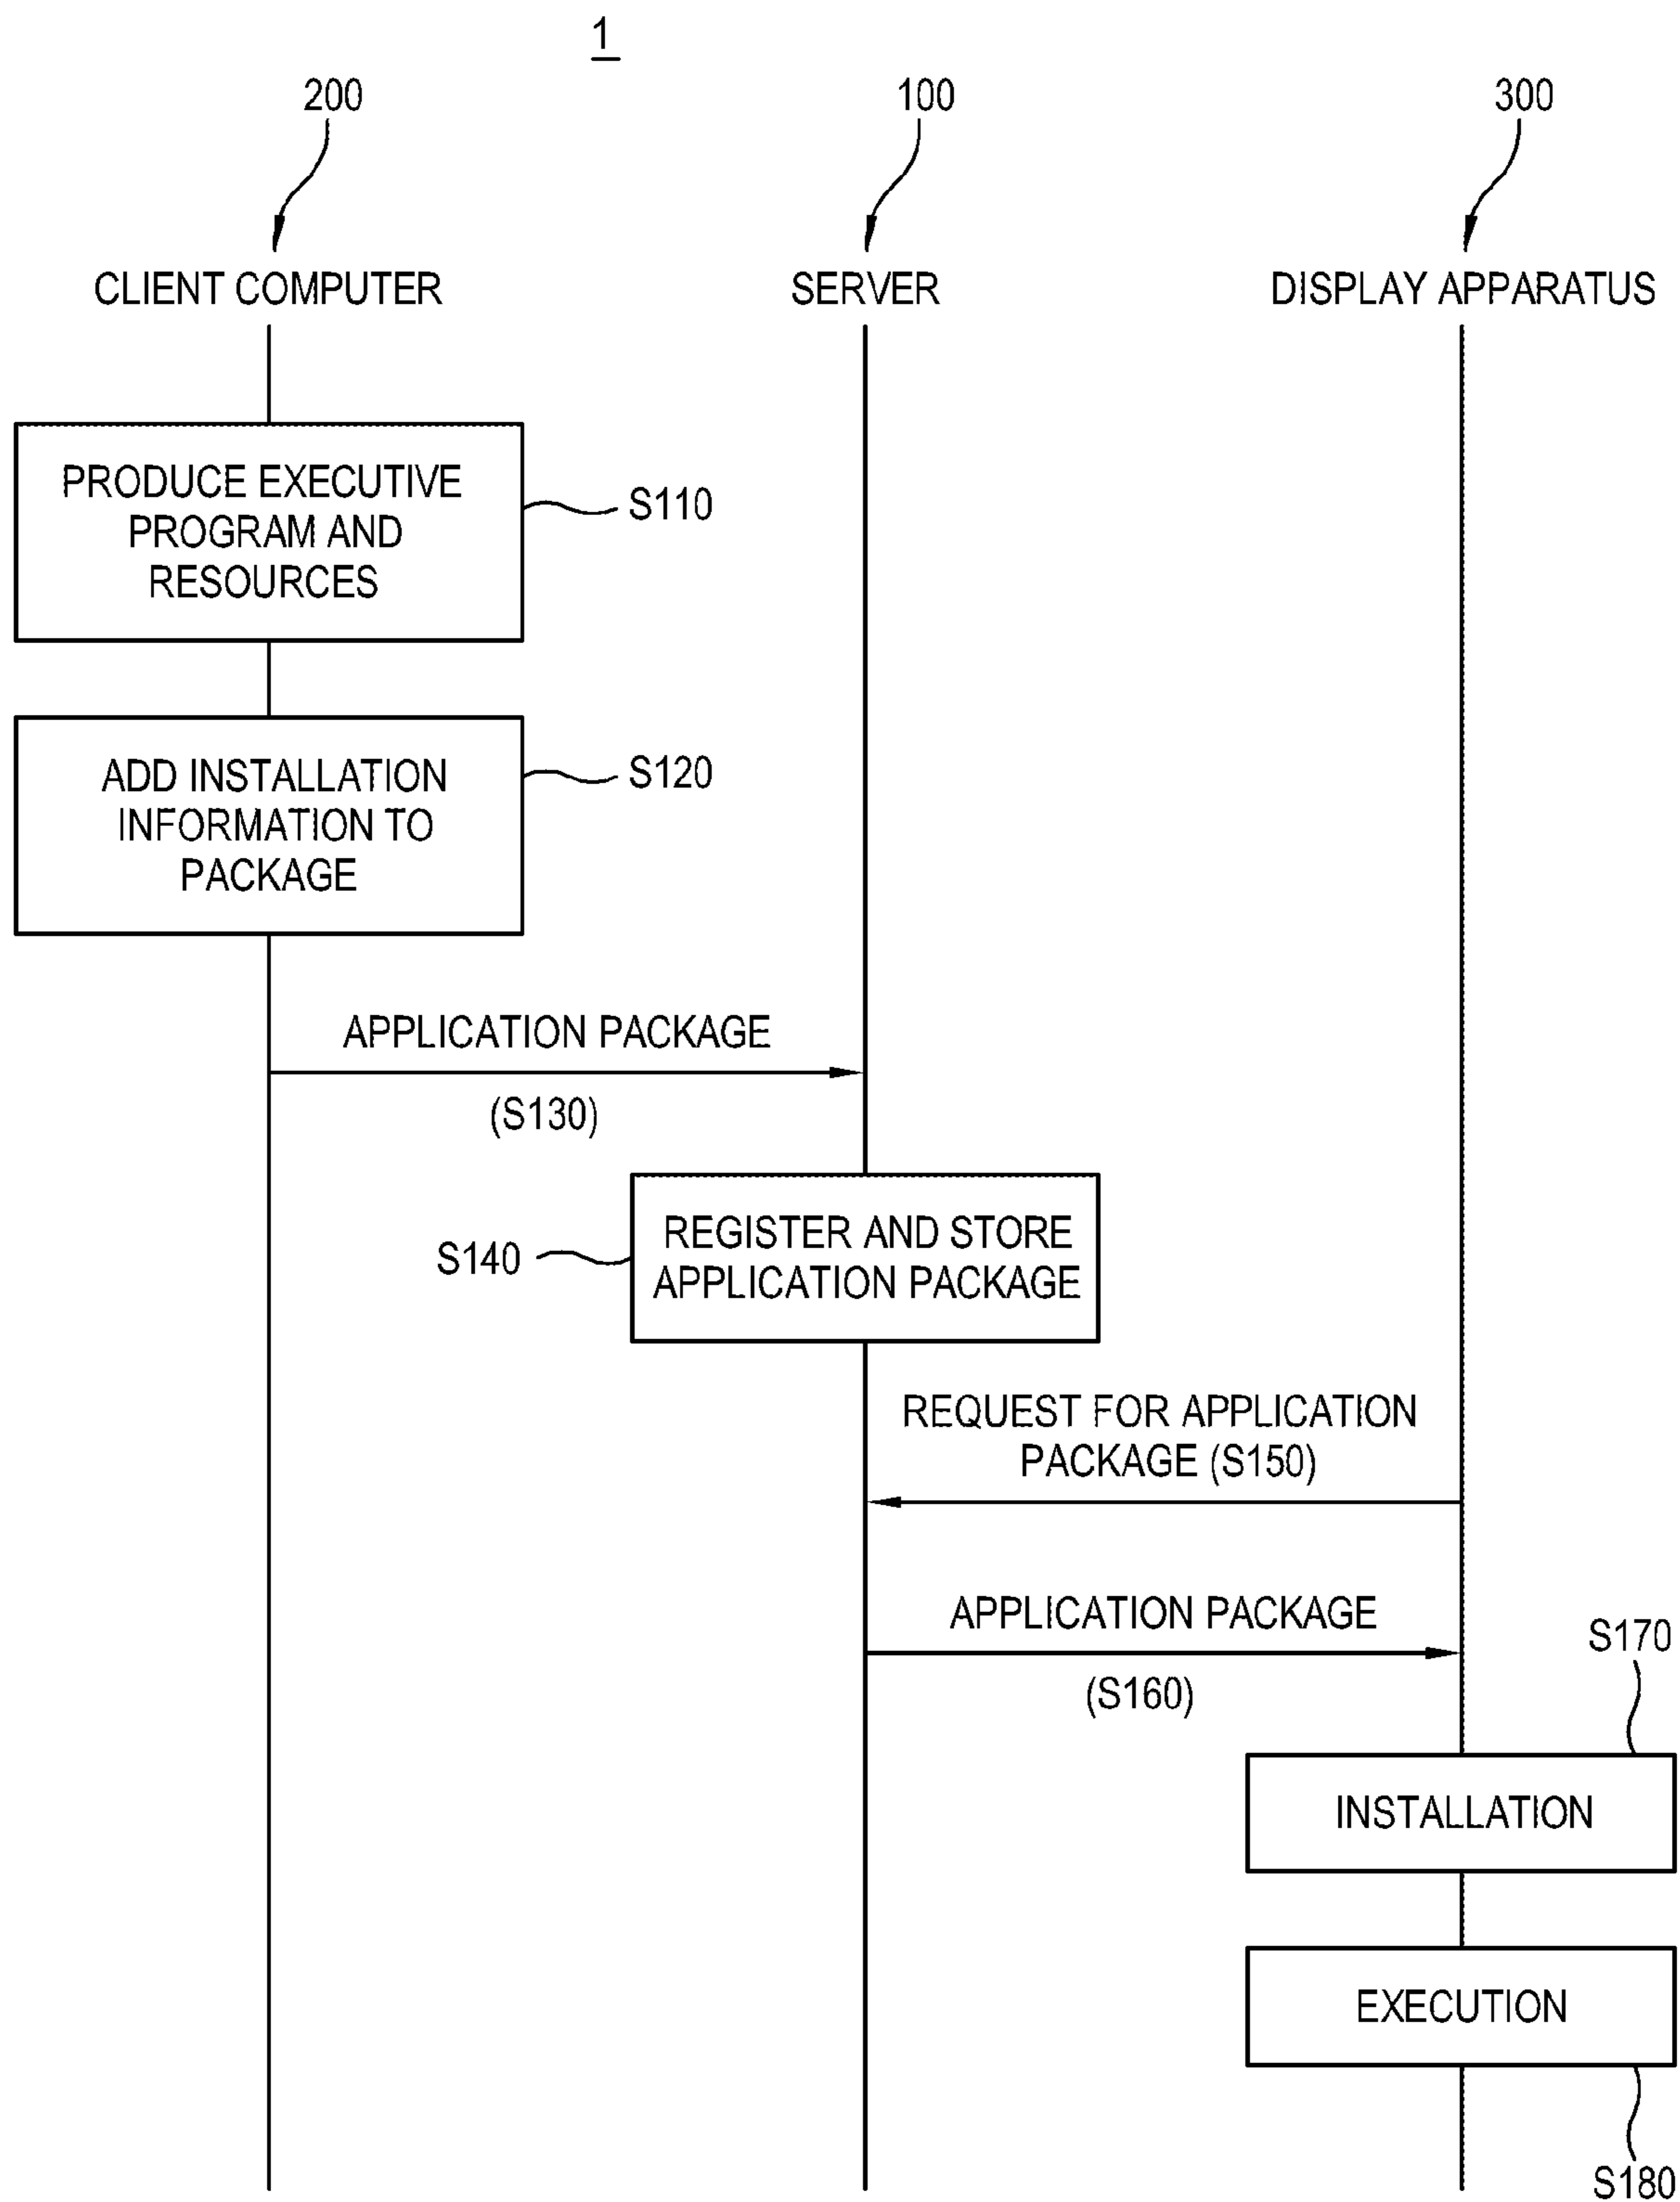 1
200
100
300
CLIENT COMPUTER
SERVER
DISPLAY APPARATUS
PRODUCE EXECUTIVE
PROGRAM AND
RESOURCES
S110
ADD INSTALLATION
INFORMATION TO
PACKAGE
S120
APPLICATION PACKAGE
(S130)
S140
REGISTER AND STORE
APPLICATION PACKAGE
REQUEST FOR APPLICATION
PACKAGE (S150)
APPLICATION PACKAGE
(S160)
S170
INSTALLATION
EXECUTION
S180